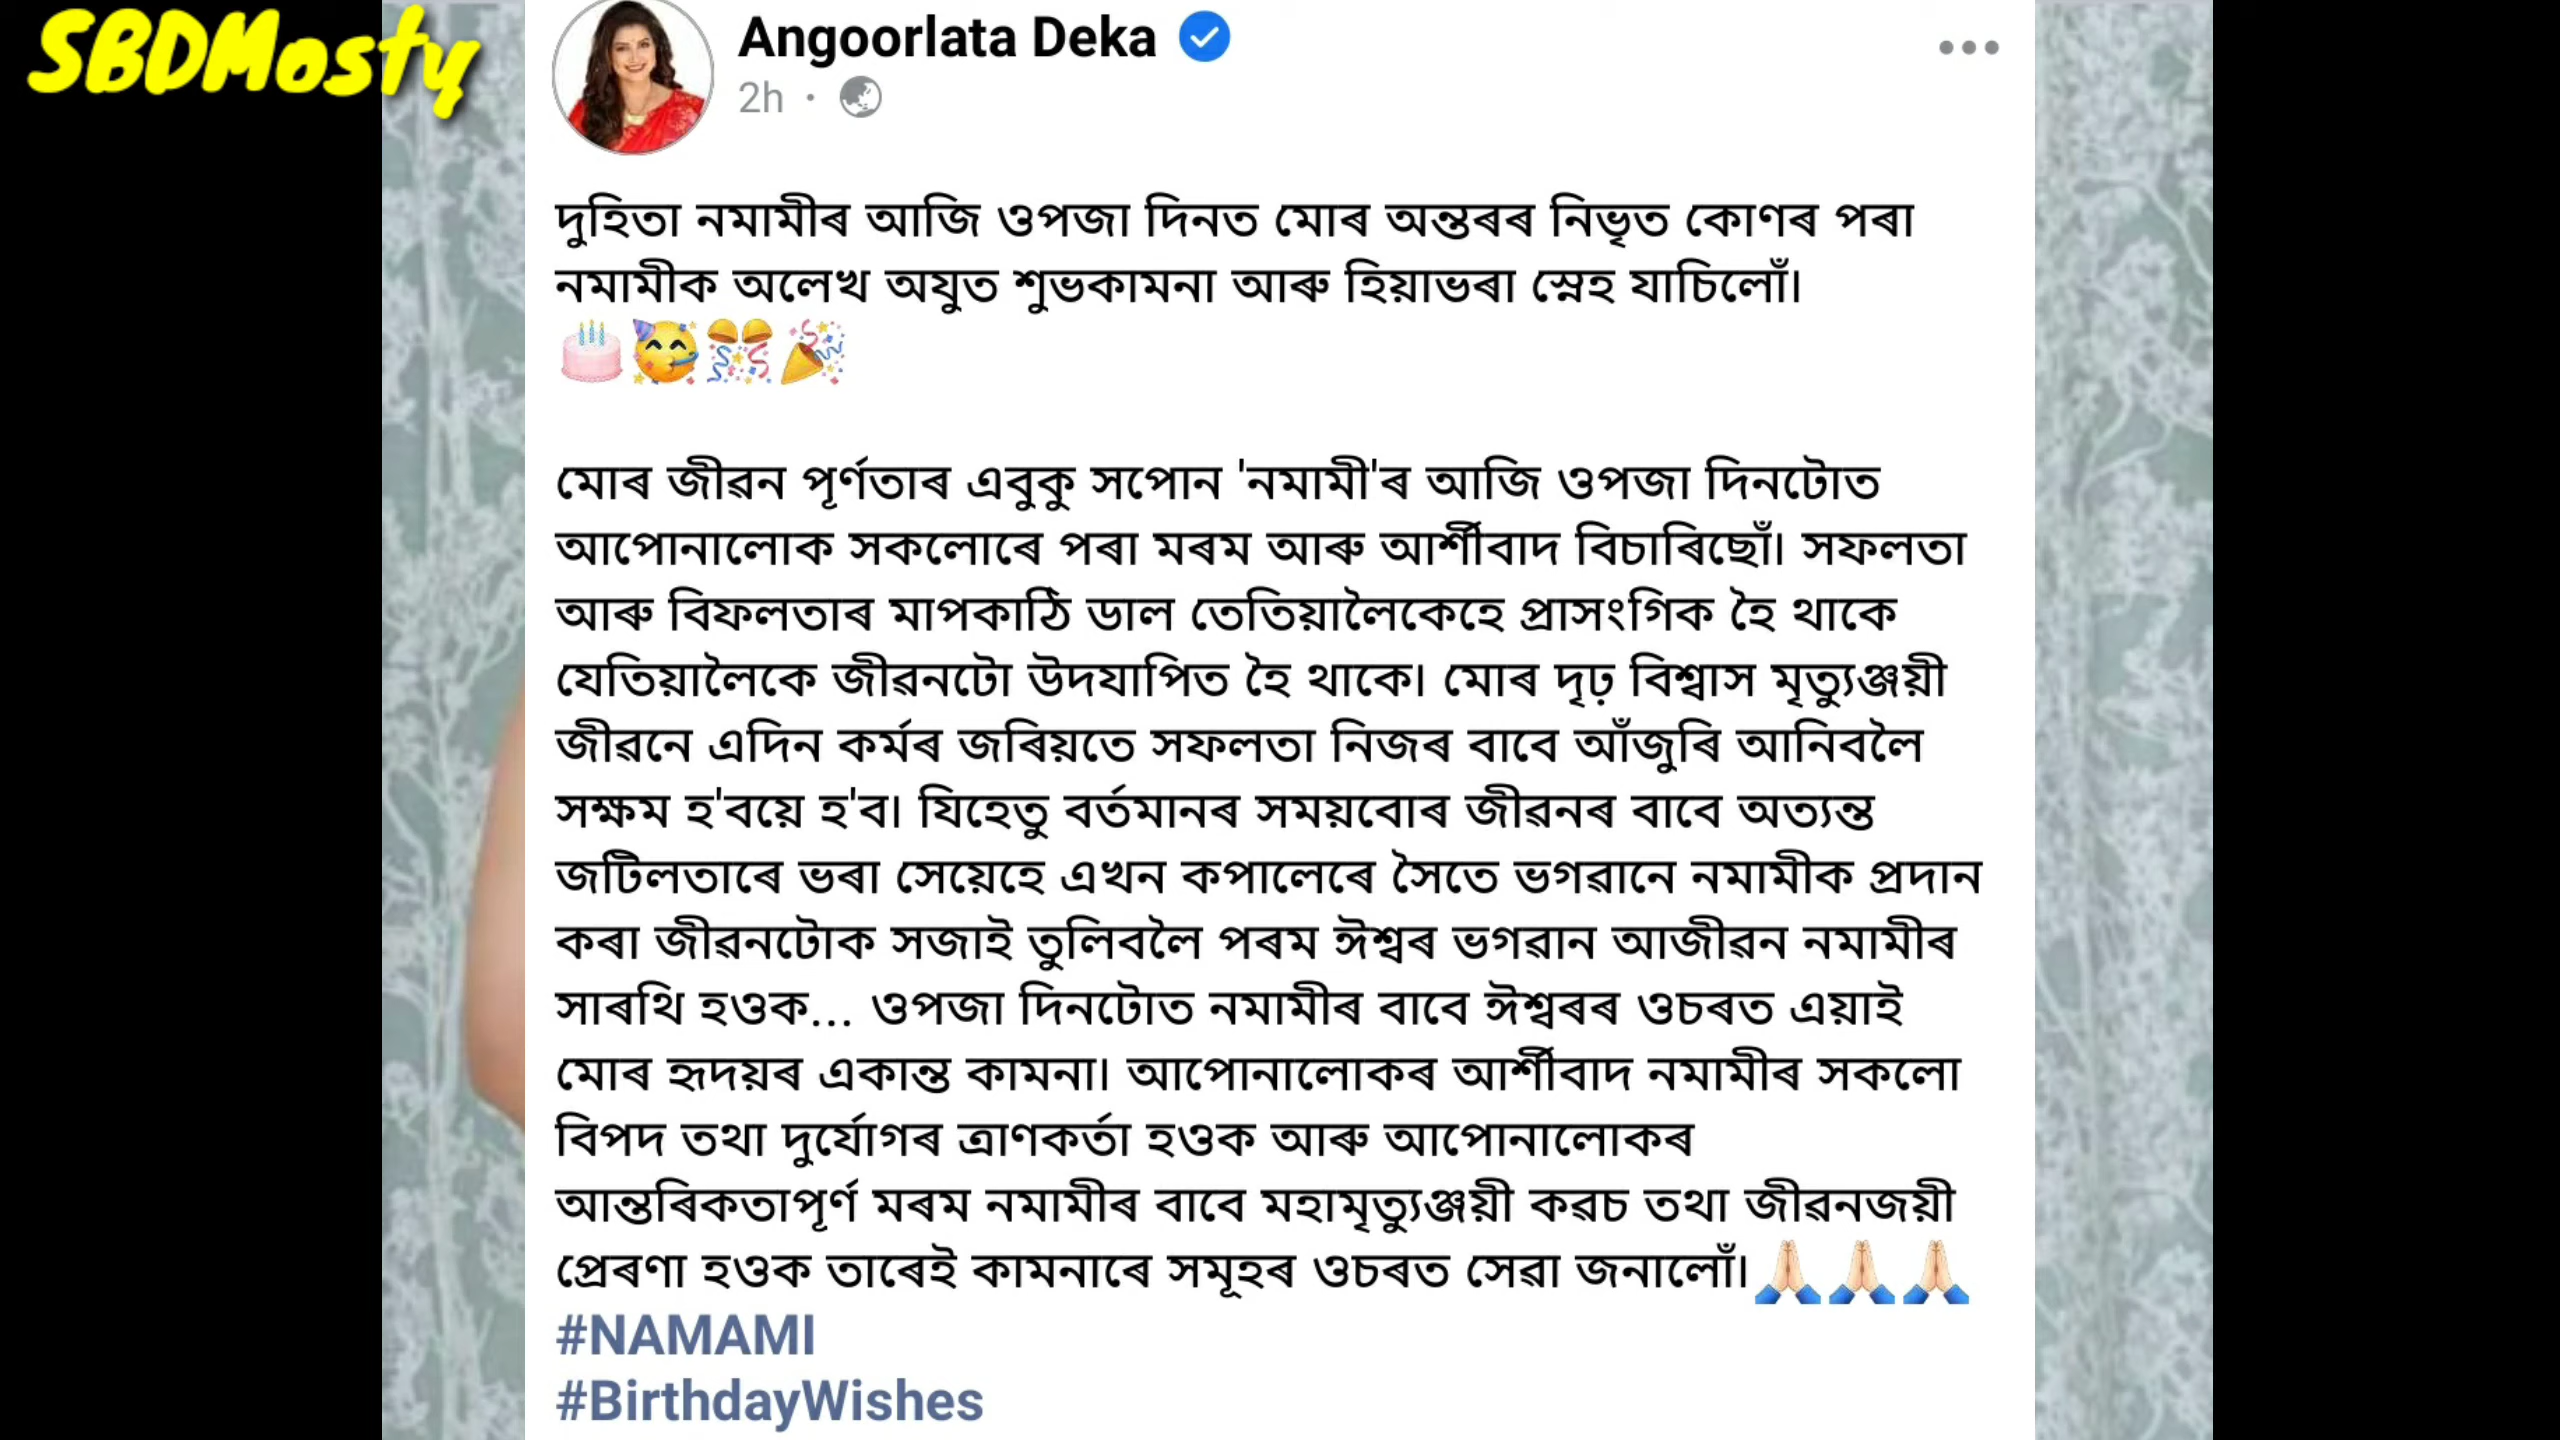 SBDMosty
Angoorlata Deka
2h
দুহিতা নমামীৰ আজি ওপজা দিনত মোৰ অন্তৰৰ নিভৃত কোণৰ পৰা
নমামীক অলেখ অযুত শুভকামনা আৰু হিয়াভৰা স্নেহ যাচিলোঁ।
🎂🥳🎊🎉
মোৰ জীৱন পূৰ্ণতাৰ এবুকু সপোন 'নমামী'ৰ আজি ওপজা দিনটোত
আপোনালোক সকলোৰে পৰা মৰম আৰু আৰ্শীবাদ বিচাৰিছোঁ। সফলতা
আৰু বিফলতাৰ মাপকাঠি ডাল তেতিয়ালৈকেহে প্ৰাসংগিক হৈ থাকে
যেতিয়ালৈকে জীৱনটো উদযাপিত হৈ থাকে। মোৰ দৃঢ় বিশ্বাস মৃত্যুঞ্জয়ী
জীৱনে এদিন কৰ্মৰ জৰিয়তে সফলতা নিজৰ বাবে আঁজুৰি আনিবলৈ
সক্ষম হ'বয়ে হ'ব। যিহেতু বৰ্তমানৰ সময়বোৰ জীৱনৰ বাবে অত্যন্ত
জটিলতাৰে ভৰা সেয়েহে এখন কপালেৰে সৈতে ভগৱানে নমামীক প্ৰদান
কৰা জীৱনটোক সজাই তুলিবলৈ পৰম ঈশ্বৰ ভগৱান আজীৱন নমামীৰ
সাৰথি হওক... ওপজা দিনটোত নমামীৰ বাবে ঈশ্বৰৰ ওচৰত এয়াই
মোৰ হৃদয়ৰ একান্ত কামনা। আপোনালোকৰ আৰ্শীবাদ নমামীৰ সকলো
বিপদ তথা দুৰ্যোগৰ ত্ৰাণকৰ্তা হওক আৰু আপোনালোকৰ
আন্তৰিকতাপূৰ্ণ মৰম নমামীৰ বাবে মহামৃত্যুঞ্জয়ী কৱচ তথা জীৱনজয়ী
প্ৰেৰণা হওক তাৰেই কামনাৰে সমূহৰ ওচৰত সেৱা জনালোঁ।🙏🏻🙏🏻🙏🏻
#NAMAMI
#BirthdayWishes